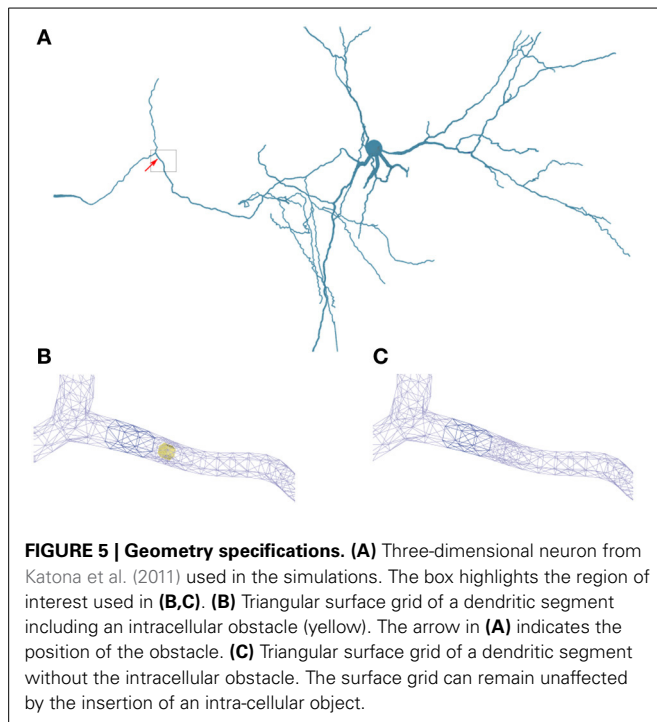 A
B
C
FIGURE 5 | Geometry specifications. (A) Three-dimensional neuron from
Katona et al. (2011) used in the simulations. The box highlights the region of
interest used in (B,C). (B) Triangular surface grid of a dendritic segment
including an intracellular obstacle (yellow). The arrow in (A) indicates the
position of the obstacle. (C) Triangular surface grid of a dendritic segment
without the intracellular obstacle. The surface grid can remain unaffected
by the insertion of an intra-cellular object.